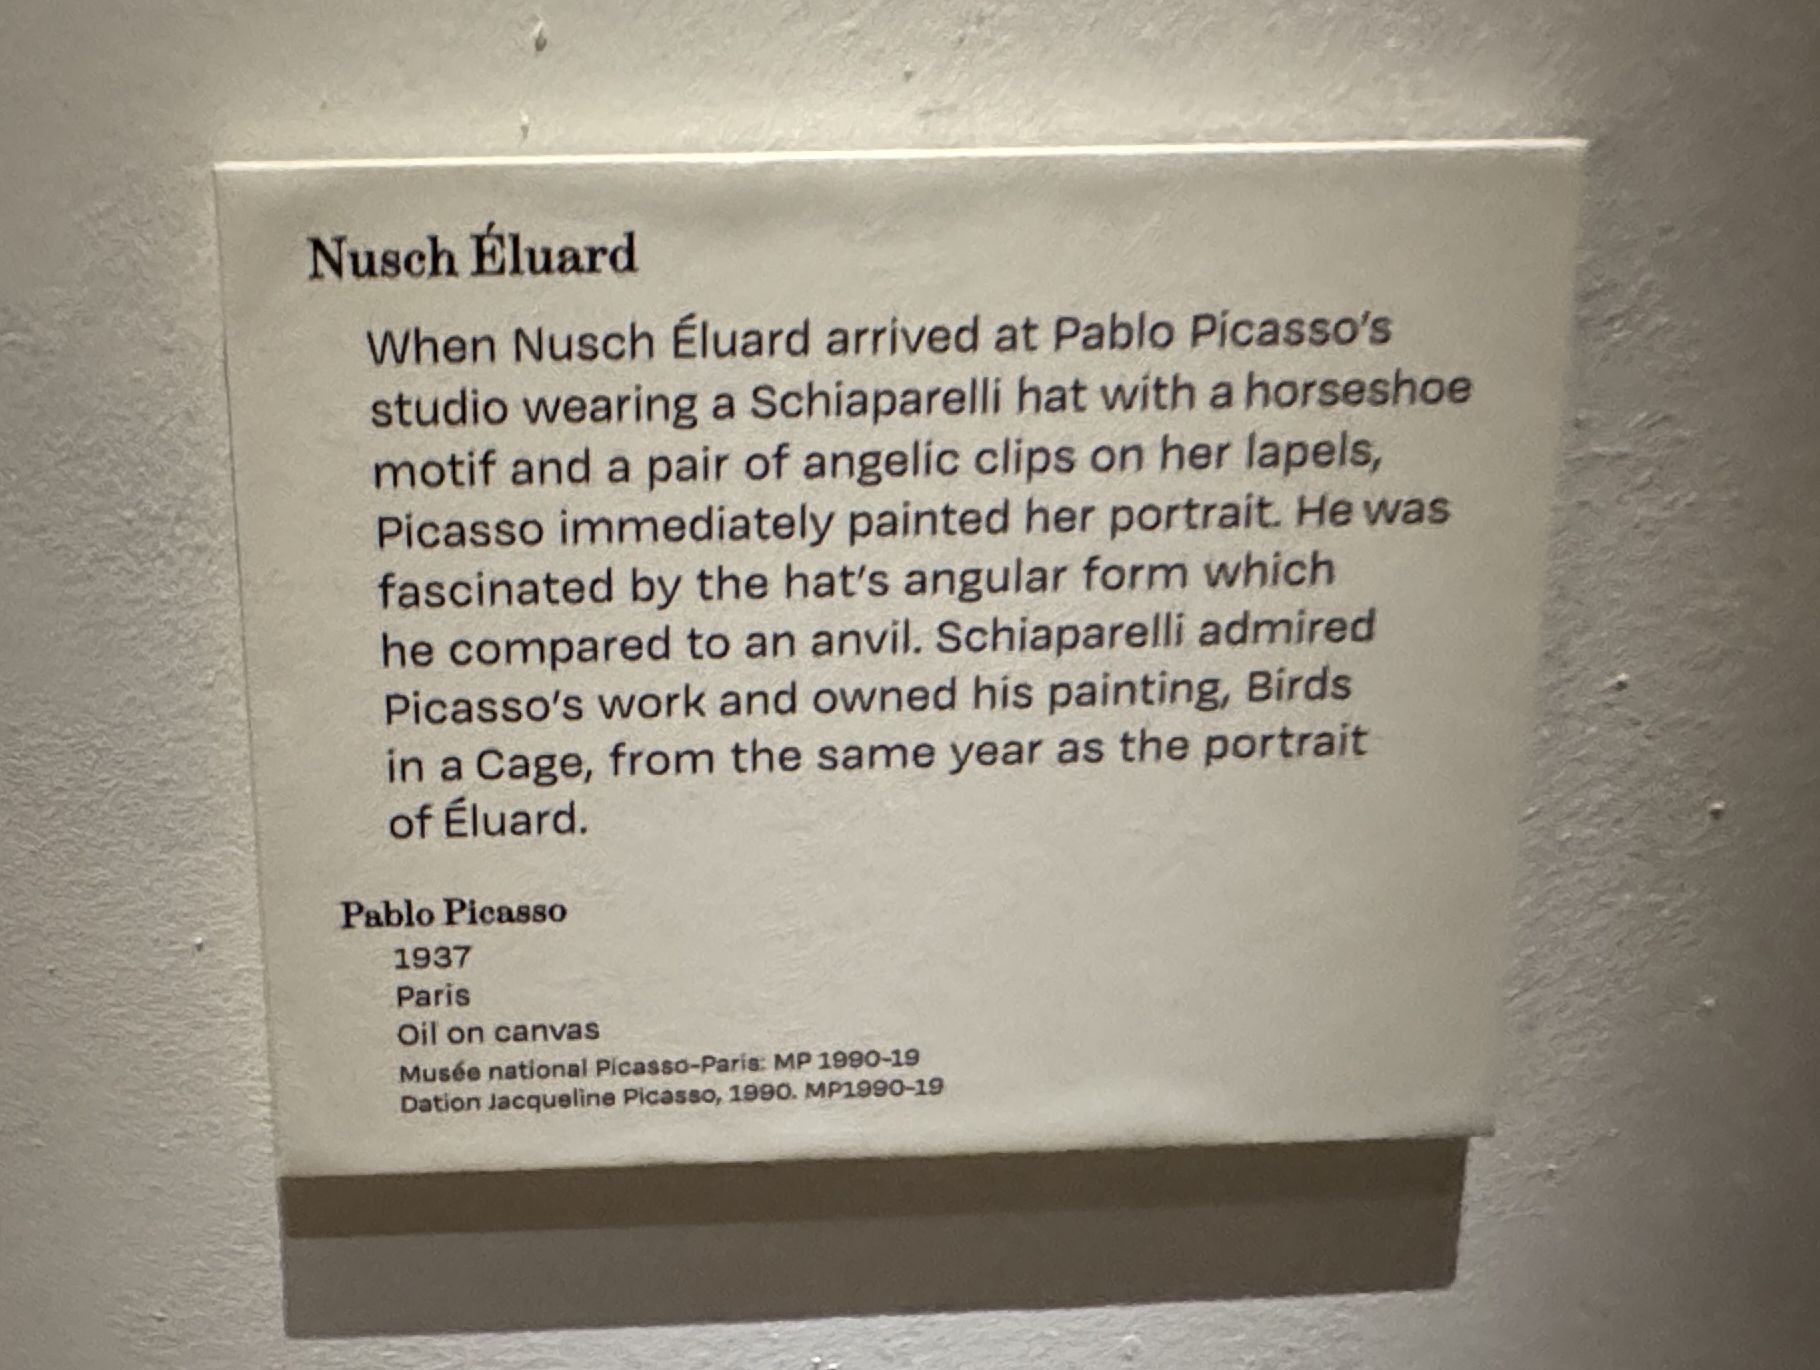 Nusch Éluard
When Nusch Éluard arrived at Pablo Picasso's
studio wearing a Schiaparelli hat with a horseshoe
motif and a pair of angelic clips on her lapels,
Picasso immediately painted her portrait. He was
fascinated by the hat's angular form which
he compared to an anvil. Schiaparelli admired
Picasso's work and owned his painting, Birds
in a Cage, from the same year as the portrait
of Éluard.
Pablo Picasso
1937
Paris
Oil on canvas
Musée national Picasso-Paris: MP 1990-19
Dation Jacqueline Picasso, 1990. MP1990-19